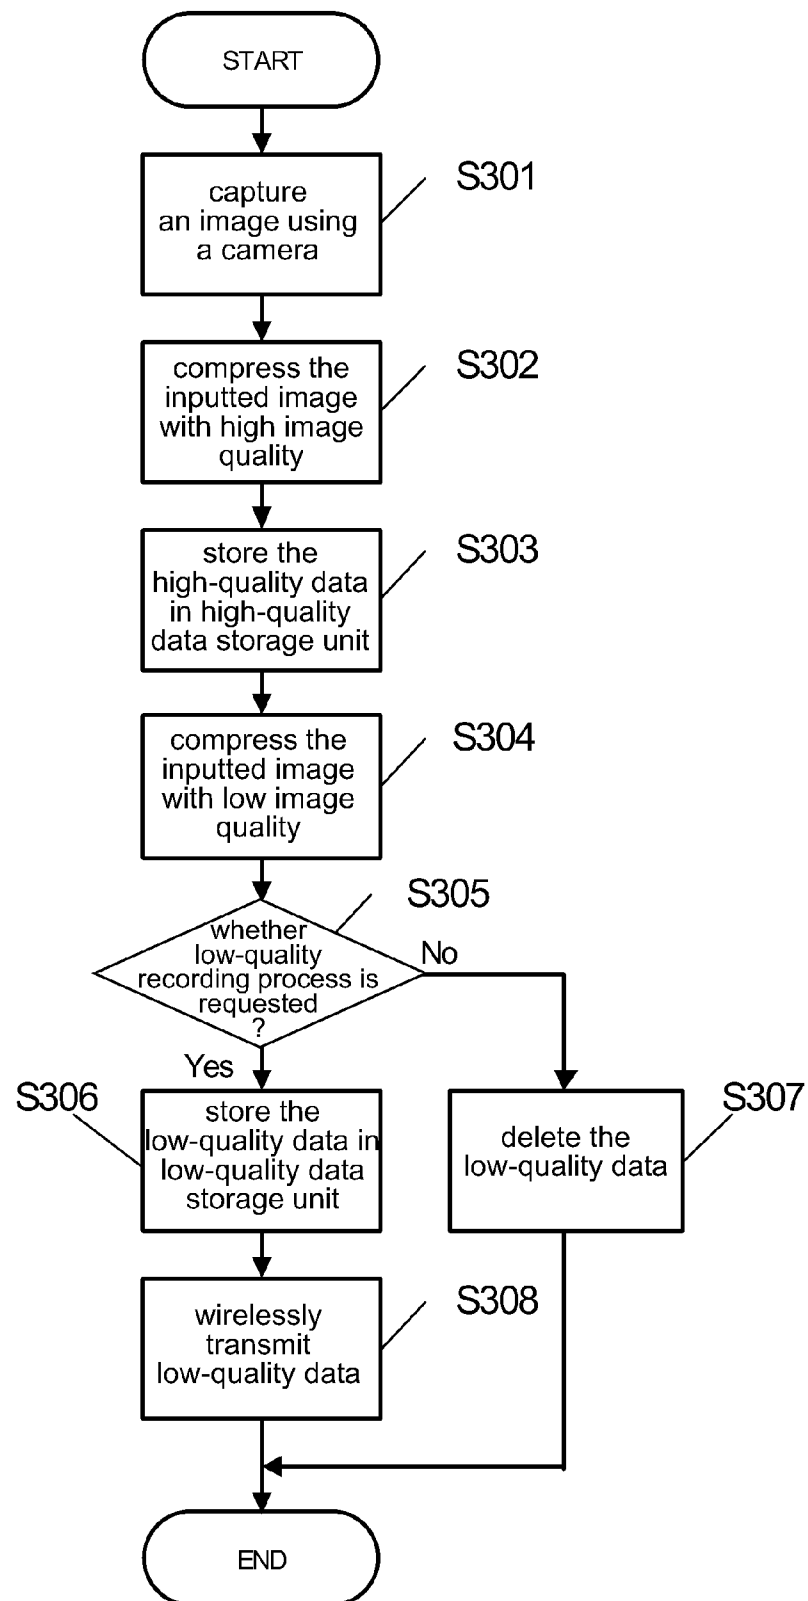 START
capture
an image using
a camera
S301
compress the
inputted image
with high image
quality
S302
store the
high-quality data
in high-quality
data storage unit
S303
compress the
inputted image
with low image
quality
S304
whether
low-quality
recording process is
requested
?
S305
No
Yes
S306
store the
low-quality data in
low-quality data
storage unit
delete the
low-quality data
S307
wirelessly
transmit
low-quality data
S308
END